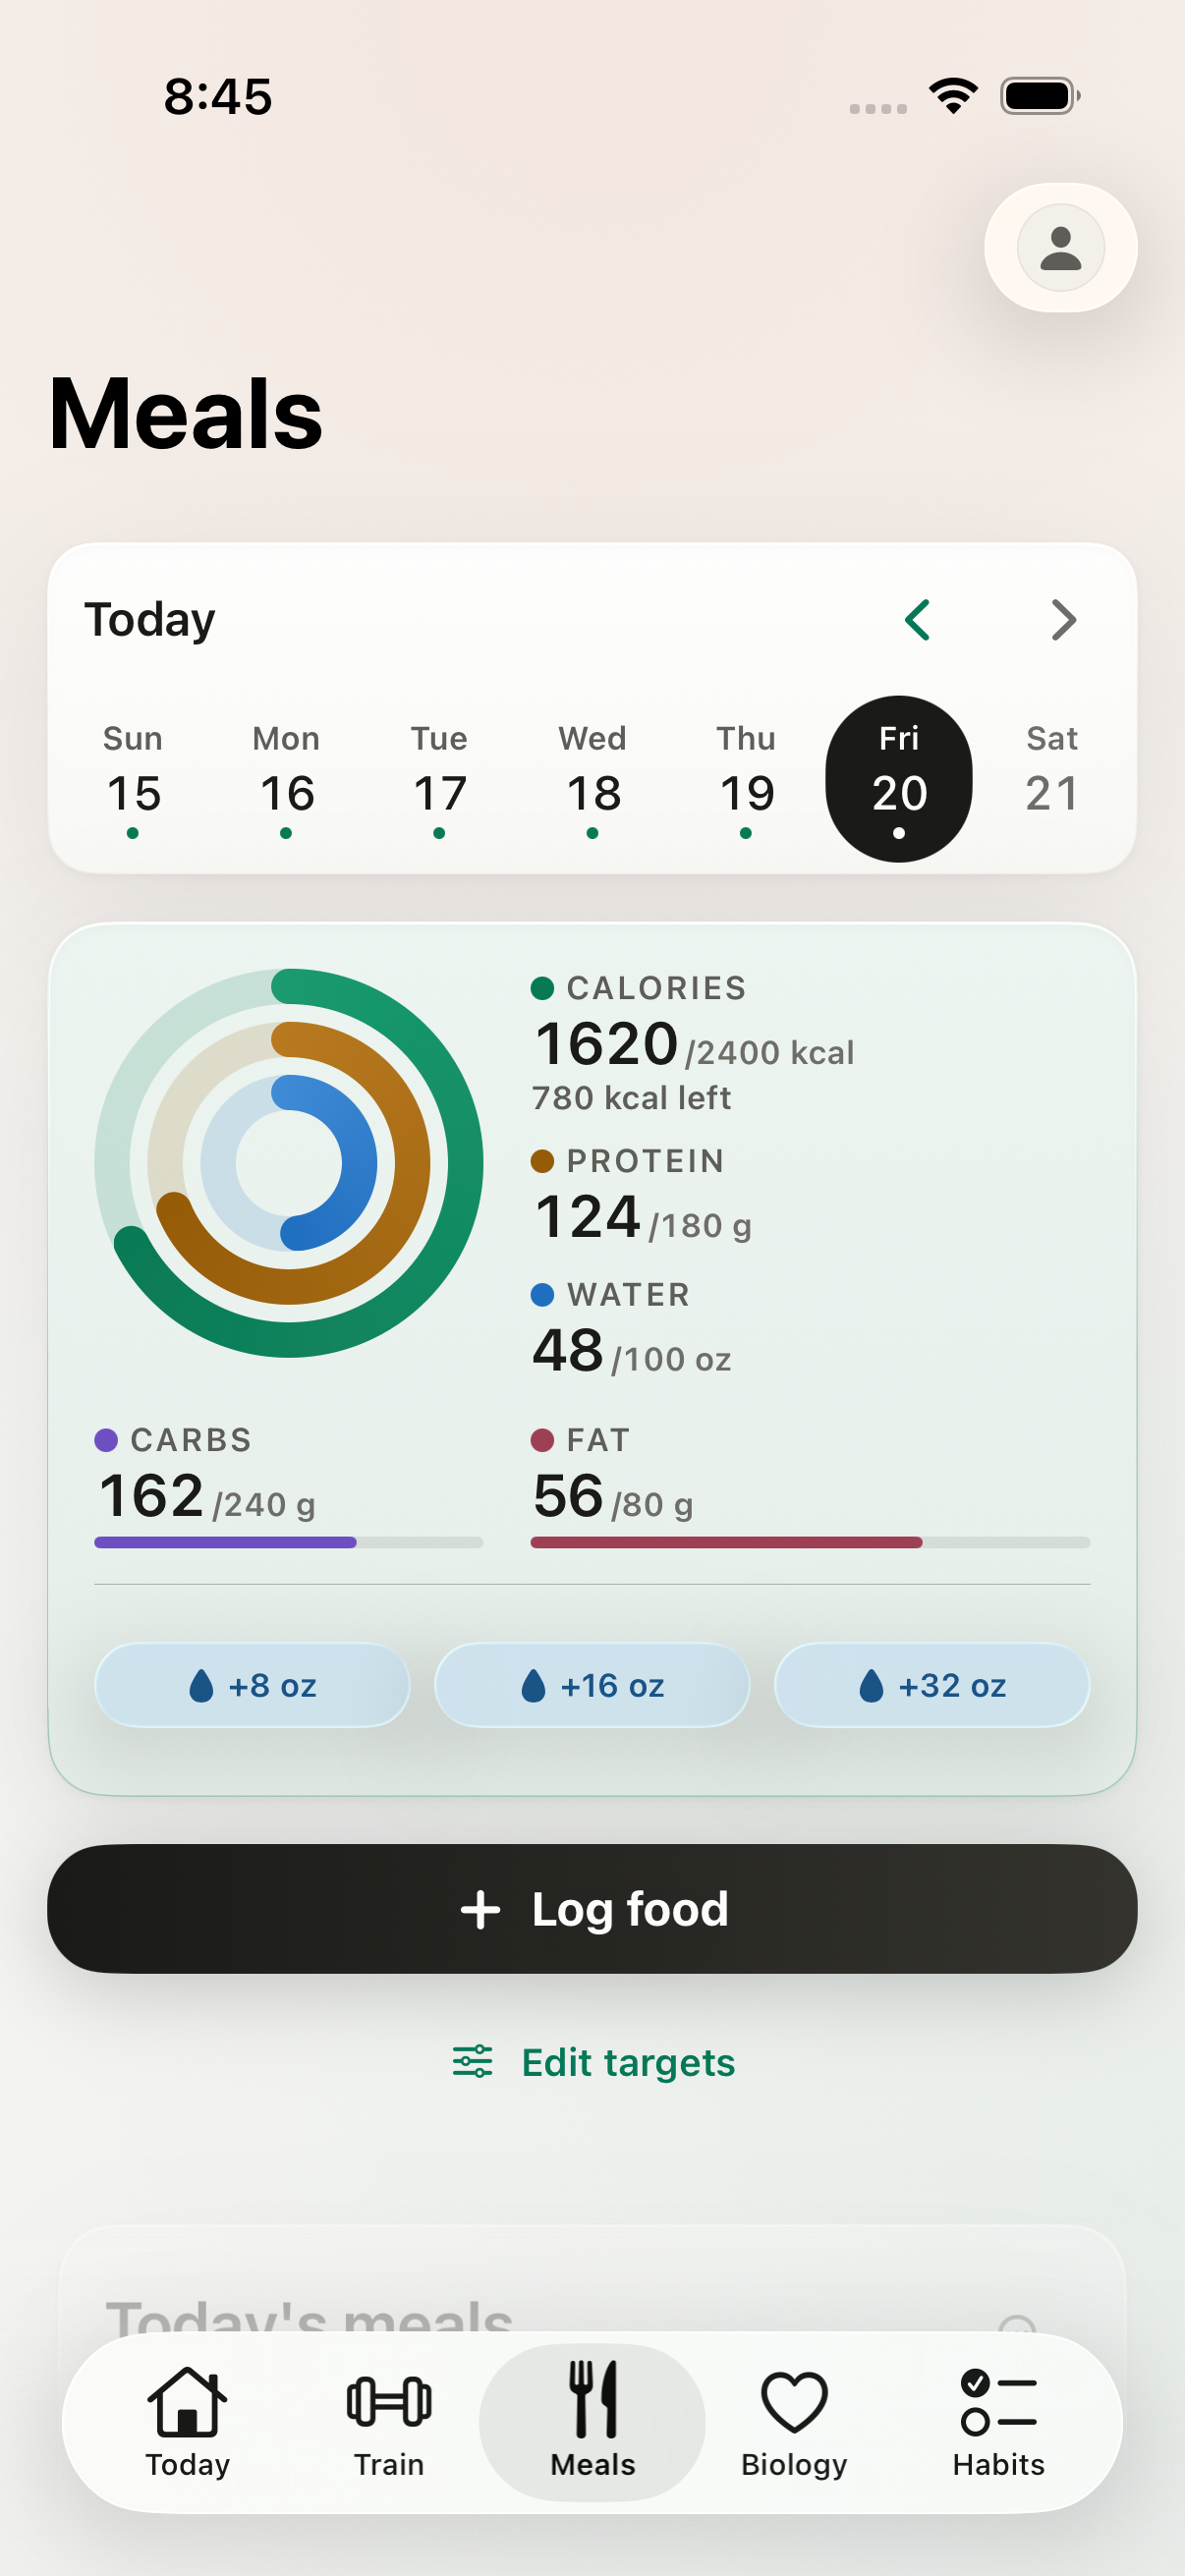 8:45
Meals
Today
Sun Mon Tue Wed Thu Fri Sat
15 16 17 18 19 20 21
CALORIES
1620/2400 kcal
780 kcal left
PROTEIN
124/180 g
WATER
48/100 oz
CARBS
162/240 g
FAT
56/80 g
+8 oz
+16 oz
+32 oz
+ Log food
Edit targets
Today's meals
Today
Train
Meals
Biology
Habits